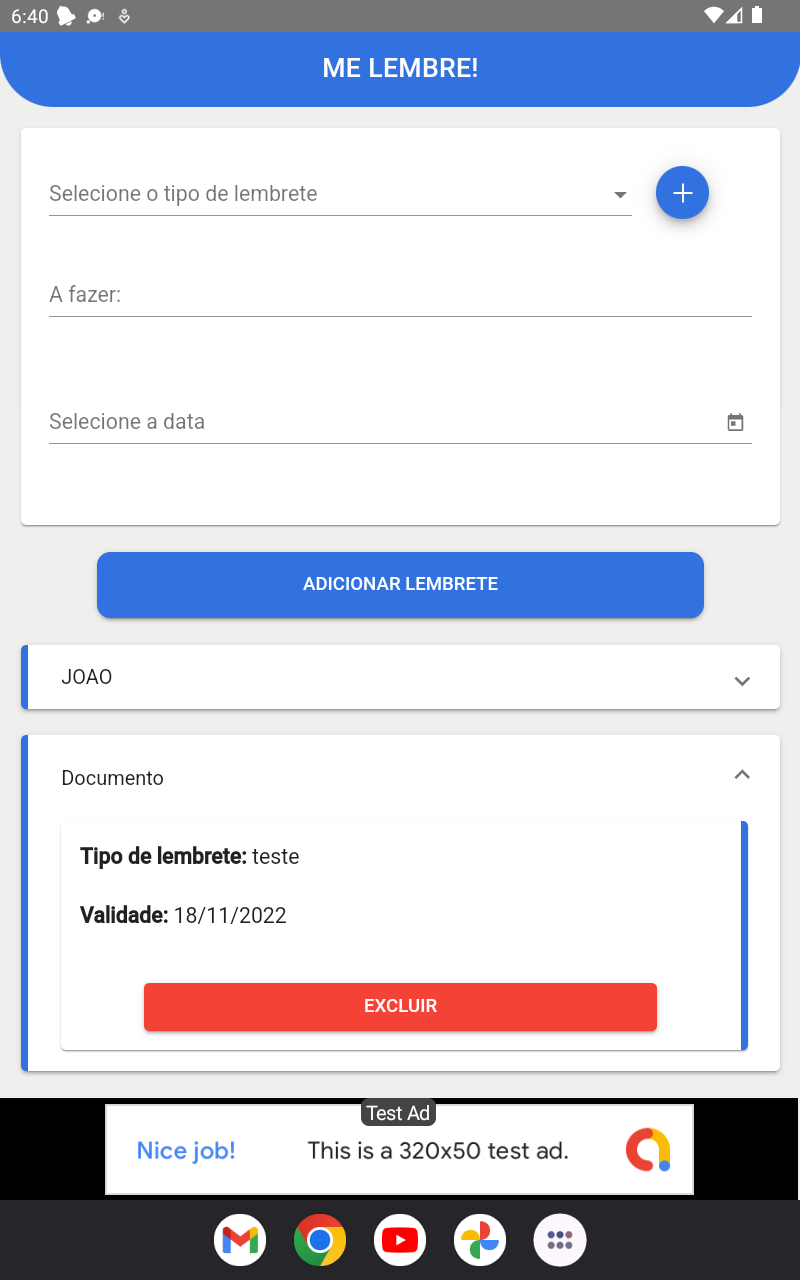 6:40
ME LEMBRE!
Selecione o tipo de lembrete
A fazer:
Selecione a data
ADICIONAR LEMBRETE
JOAO
Documento
Tipo de lembrete: teste
Validade: 18/11/2022
EXCLUIR
Test Ad
Nice job! This is a 320x50 test ad.